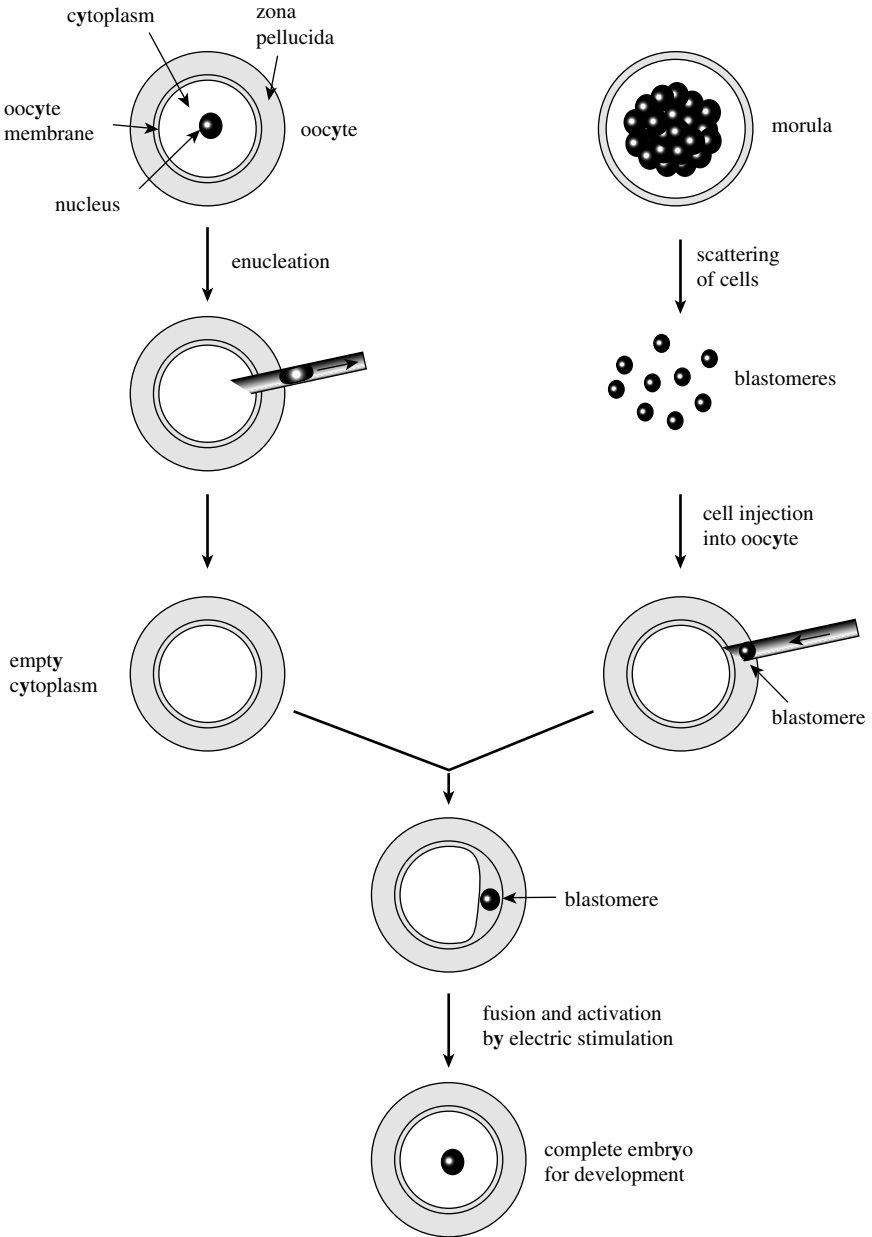 cytoplasm
zona
pellucida
oocyte
membrane
oocyte
nucleus
morula
enucleation
scattering
of cells
blastomeres
cell injection
into oocyte
empty
cytoplasm
blastomere
blastomere
fusion and activation
by electric stimulation
complete embryo
for development